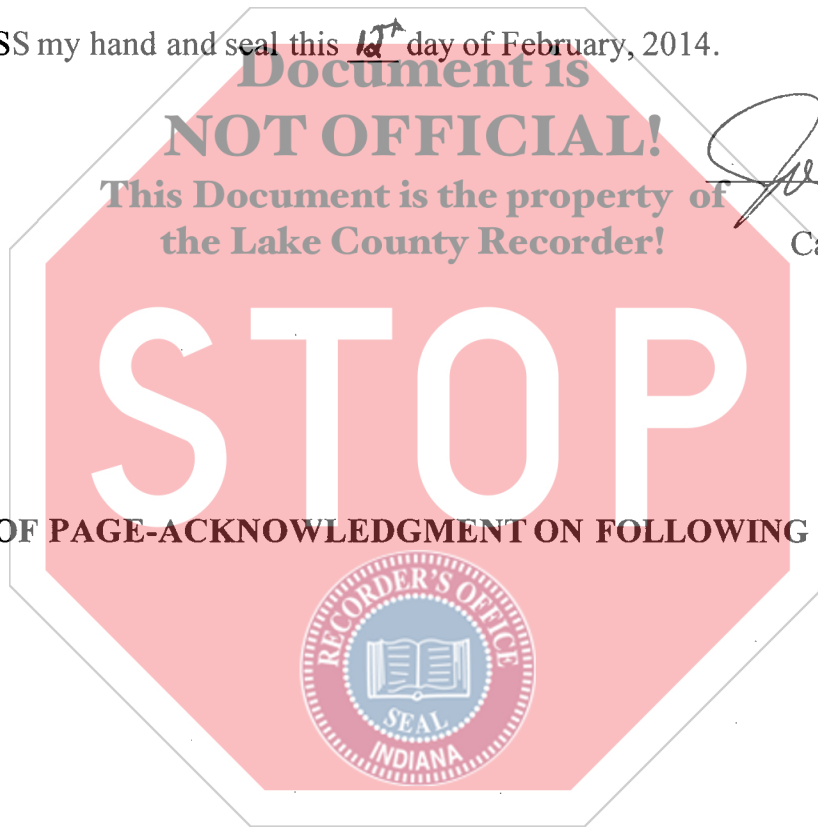 SS my hand and seal this 12th day of February, 2014.
Document is
NOT OFFICIAL!
This Document is the property of
the Lake County Recorder!
Ca
STOP
OF PAGE-ACKNOWLEDGMENT ON FOLLOWING
RECORDER'S OFFICE
SEAL
INDIANA